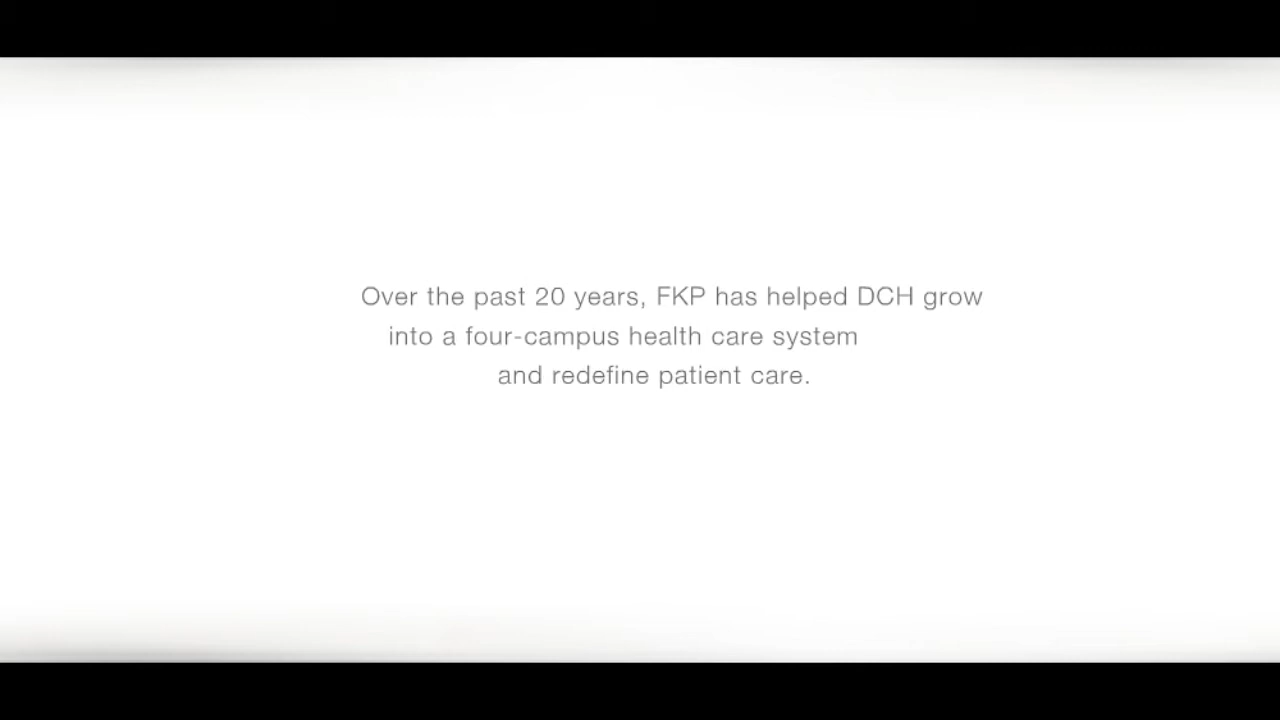 Over the past 20 years, FKP has helped DCH grow
into a four-campus health care system
and redefine patient care.